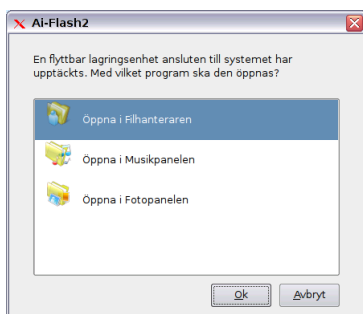 Ai-Flash2
En flyttbar lagringsenhet ansluten till systemet har
upptäckts. Med vilket program ska den öppnas?
Öppna i Filhanteraren
Öppna i Musikpanelen
Öppna i Fotopanelen
Ok
Avbryt